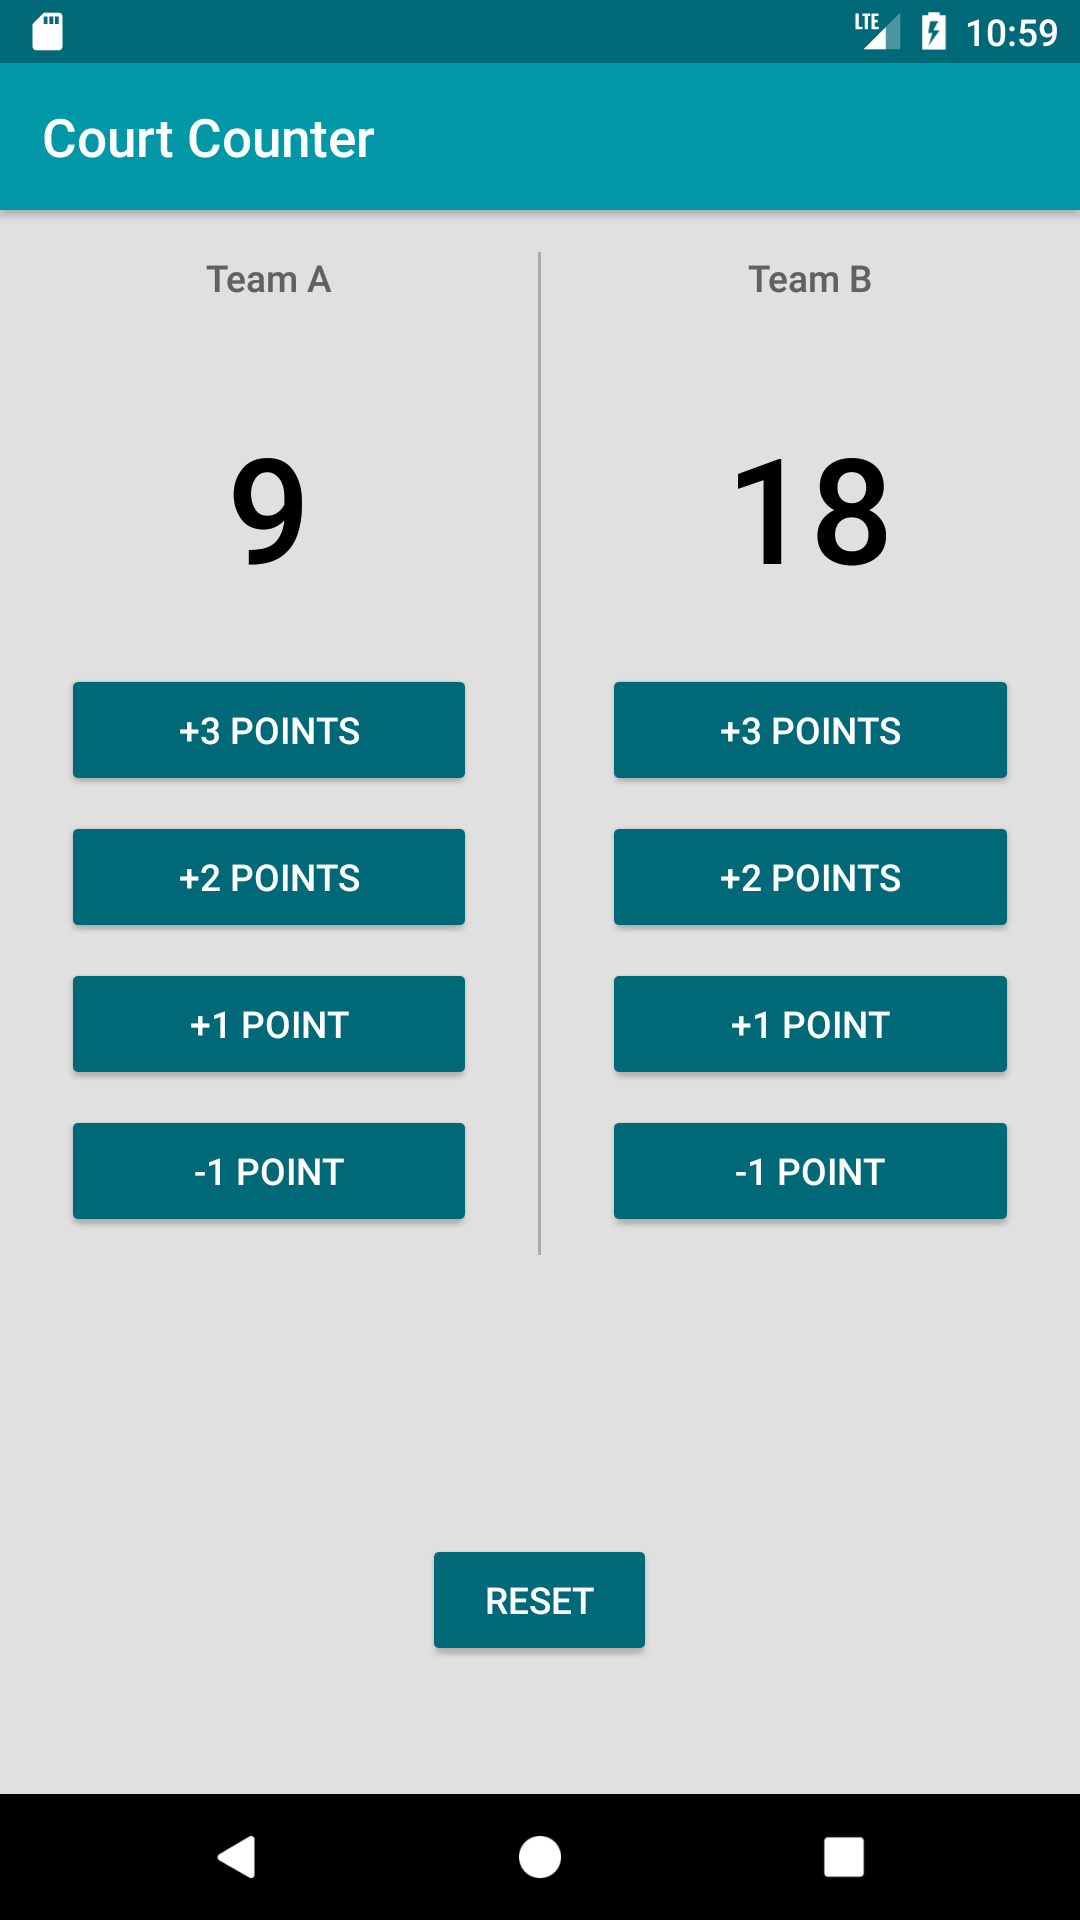 LTE 10:59
Court Counter
Team A
Team B
9
18
+3 POINTS
+3 POINTS
+2 POINTS
+2 POINTS
+1 POINT
+1 POINT
-1 POINT
-1 POINT
RESET